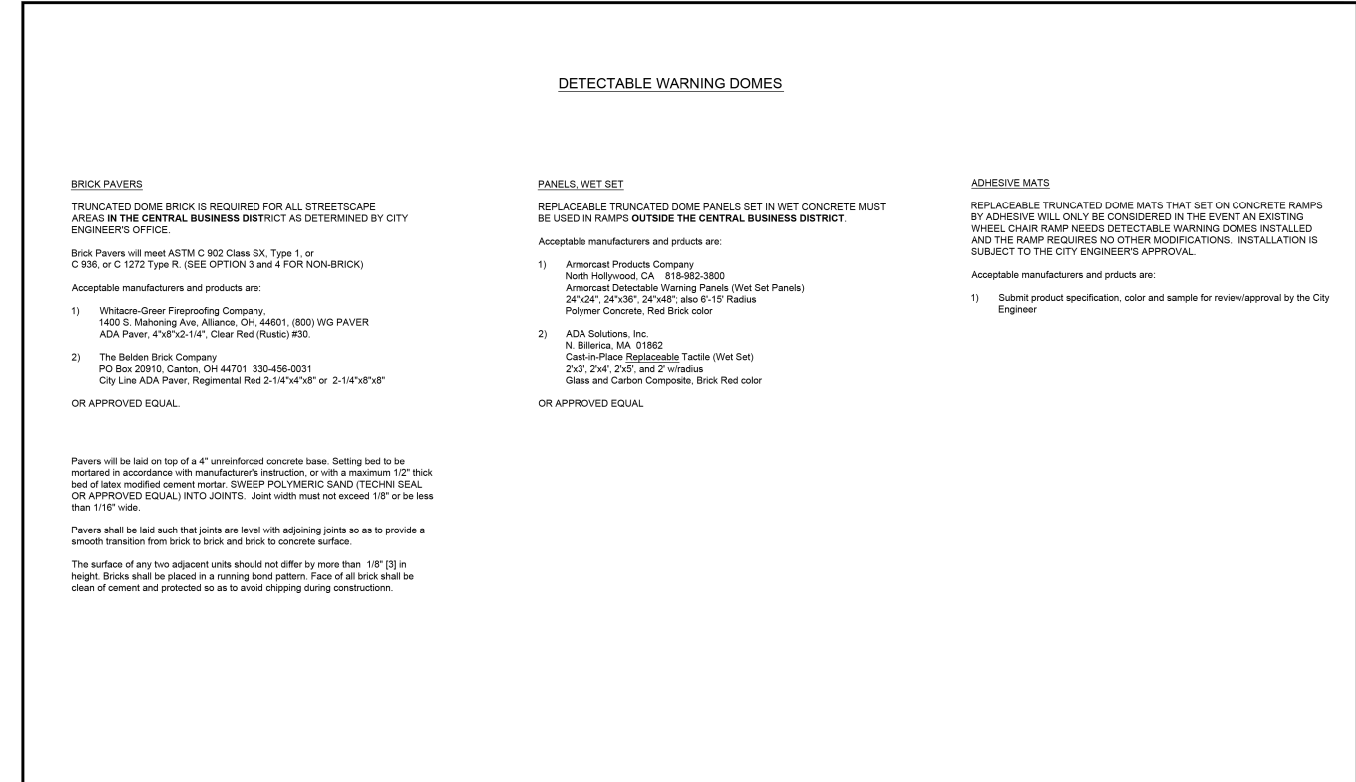 DETECTABLE WARNING DOMES
BRICK PAVERS
TRUNCATED DOME BRICK IS REQUIRED FOR ALL STREETSCAPE
AREAS IN THE CENTRAL BUSINESS DISTRICT AS DETERMINED BY CITY
ENGINEER'S OFFICE.
Brick Pavers will meet ASTM C 902 Class SX, Type 1, or
C 936, or C 1272 Type R. (SEE OPTION 3 and 4 FOR NON-BRICK)
Acceptable manufacturers and products are:
1) Whitacre-Greer Fireproofing Company,
1400 S. Mahoning Ave, Alliance, OH, 44601, (800) WG PAVER
ADA Paver, 4"x8"x2-1/4", Clear Red (Rustic) #30.
2) The Belden Brick Company
PO Box 20910, Canton, OH 44701 330-456-0031
City Line ADA Paver, Regimental Red 2-1/4"x4"x8" or 2-1/4"x8"x8"
OR APPROVED EQUAL.
Pavers will be laid on top of a 4" unreinforced concrete base. Setting bed to be
mortared in accordance with manufacturer's instruction, or with a maximum 1/2" thick
bed of latex modified cement mortar. SWEEP POLYMERIC SAND (TECHNI SEAL
OR APPROVED EQUAL) INTO JOINTS. Joint width must not exceed 1/8" or be less
than 1/16" wide.
Pavers shall be laid such that joints are level with adjoining joints so as to provide a
smooth transition from brick to brick and brick to concrete surface.
The surface of any two adjacent units should not differ by more than 1/8" [3] in
height. Bricks shall be placed in a running bond pattern. Face of all brick shall be
clean of cement and protected so as to avoid chipping during constructionn.
PANELS, WET SET
REPLACEABLE TRUNCATED DOME PANELS SET IN WET CONCRETE MUST
BE USED IN RAMPS OUTSIDE THE CENTRAL BUSINESS DISTRICT.
Acceptable manufacturers and prducts are:
1) Armorcast Products Company
North Hollywood, CA 818-982-3800
Armorcast Detectable Warning Panels (Wet Set Panels)
24"x24", 24"x36", 24"x48"; also 6'-15' Radius
Polymer Concrete, Red Brick color
2) ADA Solutions, Inc.
N. Billerica, MA 01862
Cast-in-Place Replaceable Tactile (Wet Set)
2'x3', 2'x4', 2'x5', and 2' w/radius
Glass and Carbon Composite, Brick Red color
OR APPROVED EQUAL
ADHESIVE MATS
REPLACEABLE TRUNCATED DOME MATS THAT SET ON CONCRETE RAMPS
BY ADHESIVE WILL ONLY BE CONSIDERED IN THE EVENT AN EXISTING
WHEEL CHAIR RAMP NEEDS DETECTABLE WARNING DOMES INSTALLED
AND THE RAMP REQUIRES NO OTHER MODIFICATIONS. INSTALLATION IS
SUBJECT TO THE CITY ENGINEER'S APPROVAL.
Acceptable manufacturers and prducts are:
1) Submit product specification, color and sample for review/approval by the City
Engineer